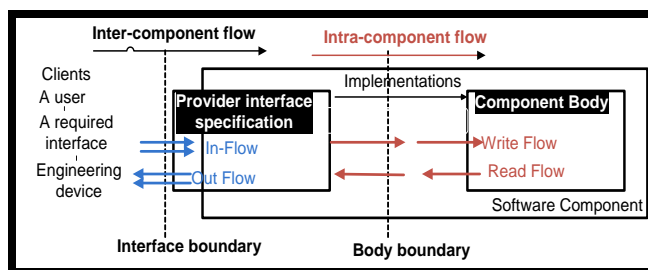 Inter-component flow
Intra-component flow
Clients
A user
A required
interface
Engineering
device
Provider interface
specification
In-Flow
Out Flow
Implementations
Component Body
Write Flow
Read Flow
Software Component
Interface boundary
Body boundary